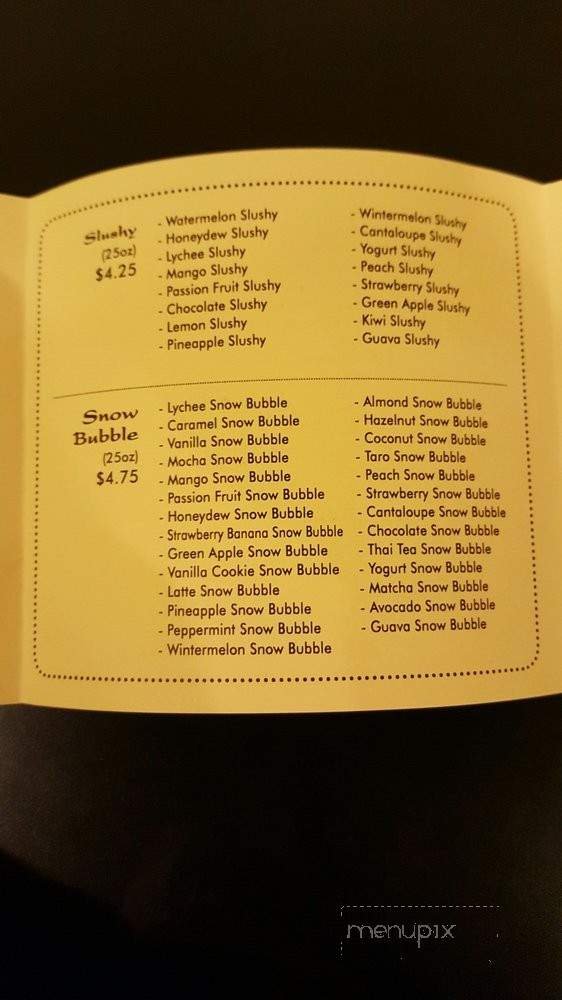 Slushy
(25oz)
$4.25
- Watermelon Slushy
- Honeydew Slushy
- Lychee Slushy
- Mango Slushy
- Passion Fruit Slushy
- Chocolate Slushy
- Lemon Slushy
- Pineapple Slushy
- Wintermelon Slushy
- Cantaloupe Slushy
- Yogurt Slushy
- Peach Slushy
- Strawberry Slushy
- Green Apple Slushy
- Kiwi Slushy
- Guava Slushy
Snow
Bubble
(25oz)
$4.75
- Lychee Snow Bubble
- Caramel Snow Bubble
- Vanilla Snow Bubble
- Mocha Snow Bubble
- Mango Snow Bubble
- Passion Fruit Snow Bubble
- Honeydew Snow Bubble
- Strawberry Banana Snow Bubble
- Green Apple Snow Bubble
- Vanilla Cookie Snow Bubble
- Latte Snow Bubble
- Pineapple Snow Bubble
- Peppermint Snow Bubble
- Wintermelon Snow Bubble
- Almond Snow Bubble
- Hazelnut Snow Bubble
- Coconut Snow Bubble
- Taro Snow Bubble
- Peach Snow Bubble
- Strawberry Snow Bubble
- Cantaloupe Snow Bubble
- Chocolate Snow Bubble
- Thai Tea Snow Bubble
- Yogurt Snow Bubble
- Matcha Snow Bubble
- Avocado Snow Bubble
- Guava Snow Bubble
menupix